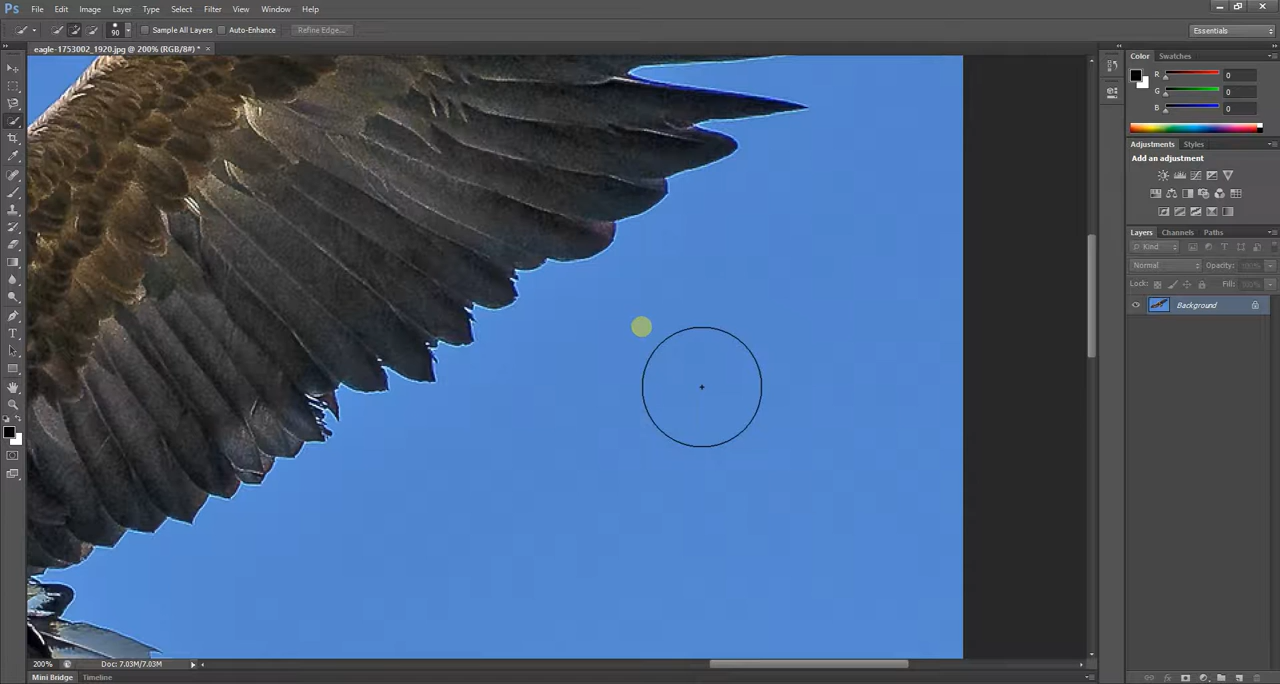 Ps File Edit Image Layer Type Select Filter View Window Help
90 Sample All Layers Auto-Enhance Refine Edge... Essentials
eagle-1753002_1920.jpg @ 200% (RGB/8#) * ×
Color Swatches
R 0
G 0
B 0
Adjustments Styles
Add an adjustment
Layers Channels Paths
Kind
Normal Opacity: 100%
Lock: Fill: 100%
Background
200% Doc: 7.03M/7.03M
Mini Bridge Timeline